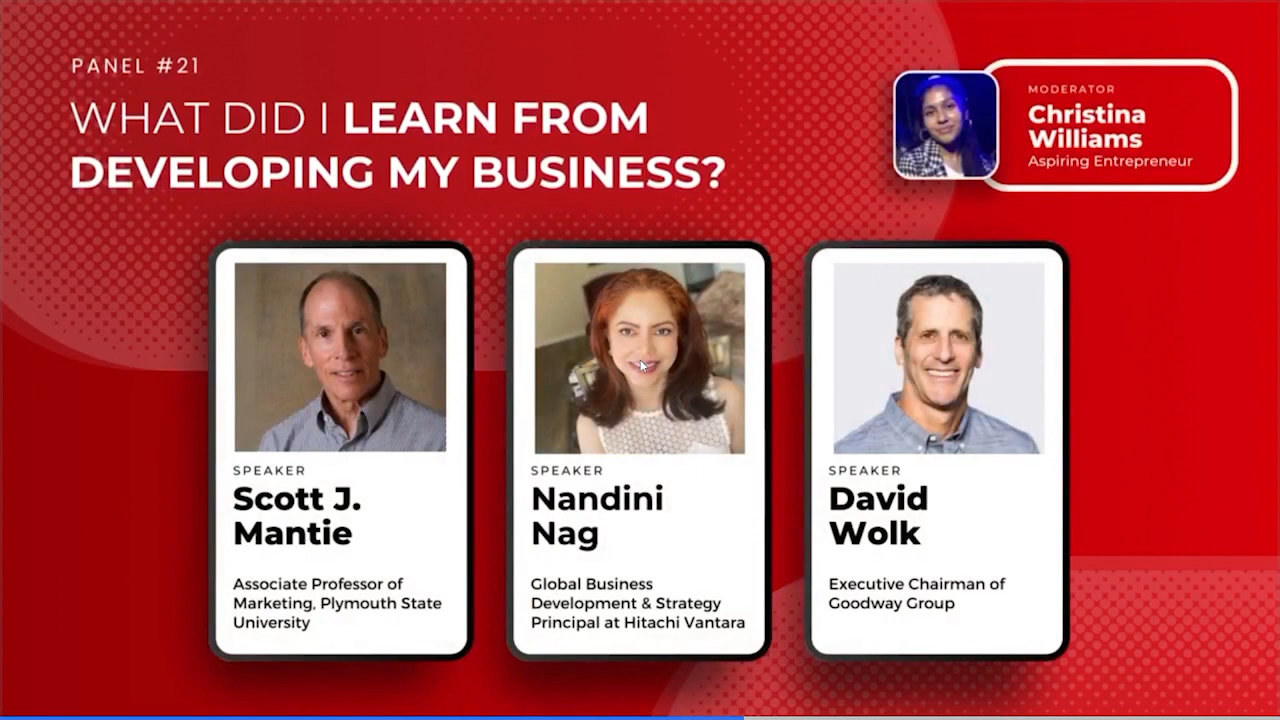 PANEL #21
WHAT DID I LEARN FROM
DEVELOPING MY BUSINESS?
MODERATOR
Christina
Williams
Aspiring Entrepreneur
SPEAKER
Scott J.
Mantie
Associate Professor of
Marketing, Plymouth State
University
SPEAKER
Nandini
Nag
Global Business
Development & Strategy
Principal at Hitachi Vantara
SPEAKER
David
Wolk
Executive Chairman of
Goodway Group